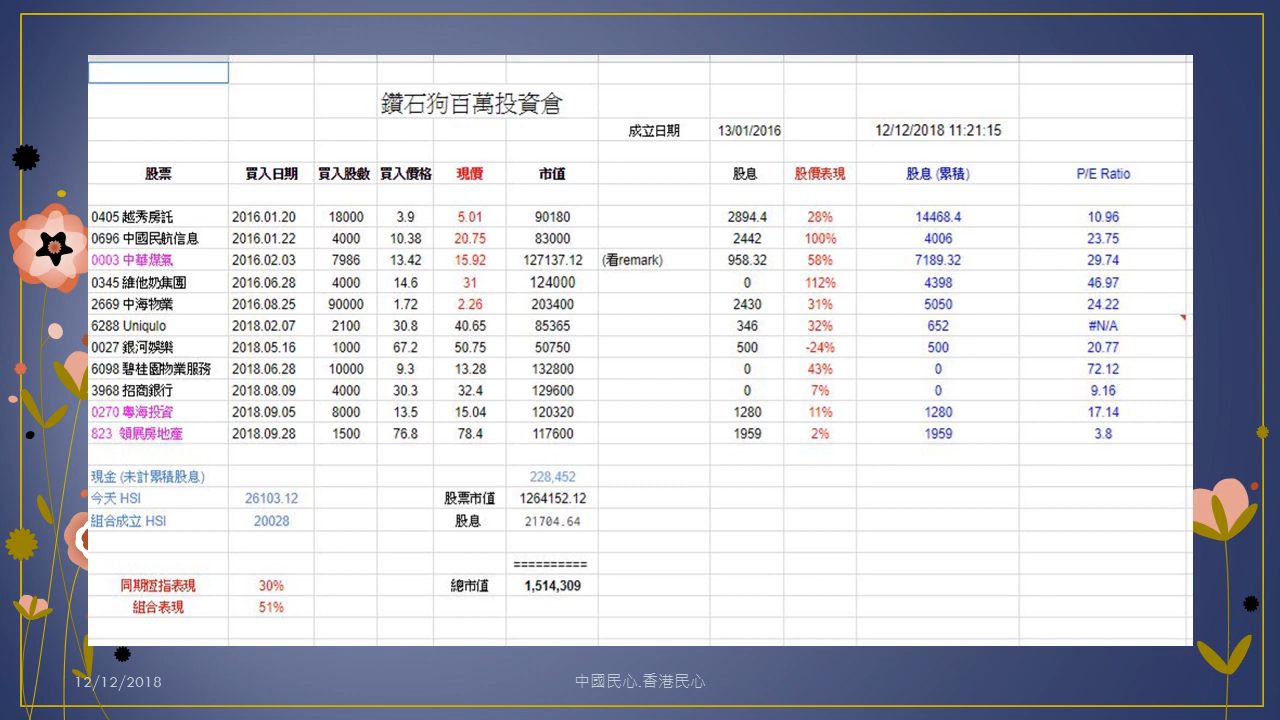 鑽石狗百萬投資倉
成立日期 13/01/2016 12/12/2018 11:21:15
股票 買入日期 買入股數 買入價格 現價 市值 股息 股價表現 股息 (累積) P/E Ratio
0405 越秀房託 2016.01.20 18000 3.9 5.01 90180 2894.4 28% 14468.4 10.96
0696 中國民航信息 2016.01.22 4000 10.38 20.75 83000 2442 100% 4006 23.75
0003 中華煤氣 2016.02.03 7986 13.42 15.92 127137.12 (看remark) 958.32 58% 7189.32 29.74
0345 維他奶集團 2016.06.28 4000 14.6 31 124000 0 112% 4398 46.97
2669 中海物業 2016.08.25 90000 1.72 2.26 203400 2430 31% 5050 24.22
6288 Uniqulo 2018.02.07 2100 30.8 40.65 85365 346 32% 652 #N/A
0027 銀河娛樂 2018.05.16 1000 67.2 50.75 50750 500 -24% 500 20.77
6098 碧桂園物業服務 2018.06.28 10000 9.3 13.28 132800 0 43% 0 72.12
3968 招商銀行 2018.08.09 4000 30.3 32.4 129600 0 7% 0 9.16
0270 粵海投資 2018.09.05 8000 13.5 15.04 120320 1280 11% 1280 17.14
823 領展房地產 2018.09.28 1500 76.8 78.4 117600 1959 2% 1959 3.8
現金 (未計累積股息) 228,452
今天 HSI 26103.12 股票市值 1264152.12
組合成立 HSI 20028 股息 21704.64
==========
同期恆指表現 30% 總市值 1,514,309
組合表現 51%
12/12/2018 中國民心.香港民心